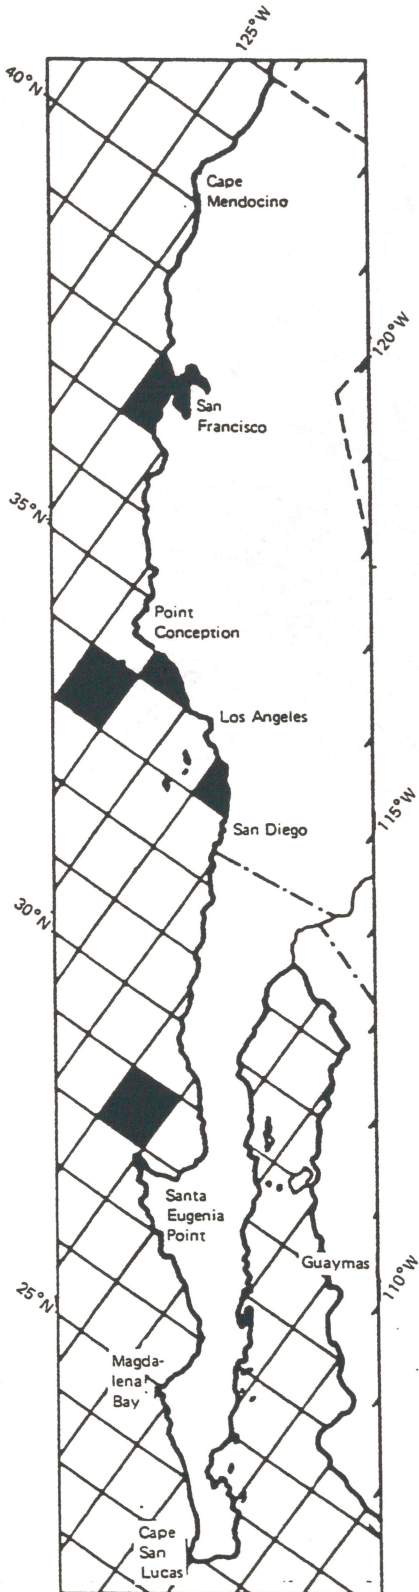 125°W
40°N
Cape
Mendocino
120°W
San
Francisco
35°N
Point
Conception
Los Angeles
115°W
San Diego
30°N
Santa
Eugenia
Point
Guaymas
110°W
25°N
Magda-
lena
Bay
Cape
San
Lucas